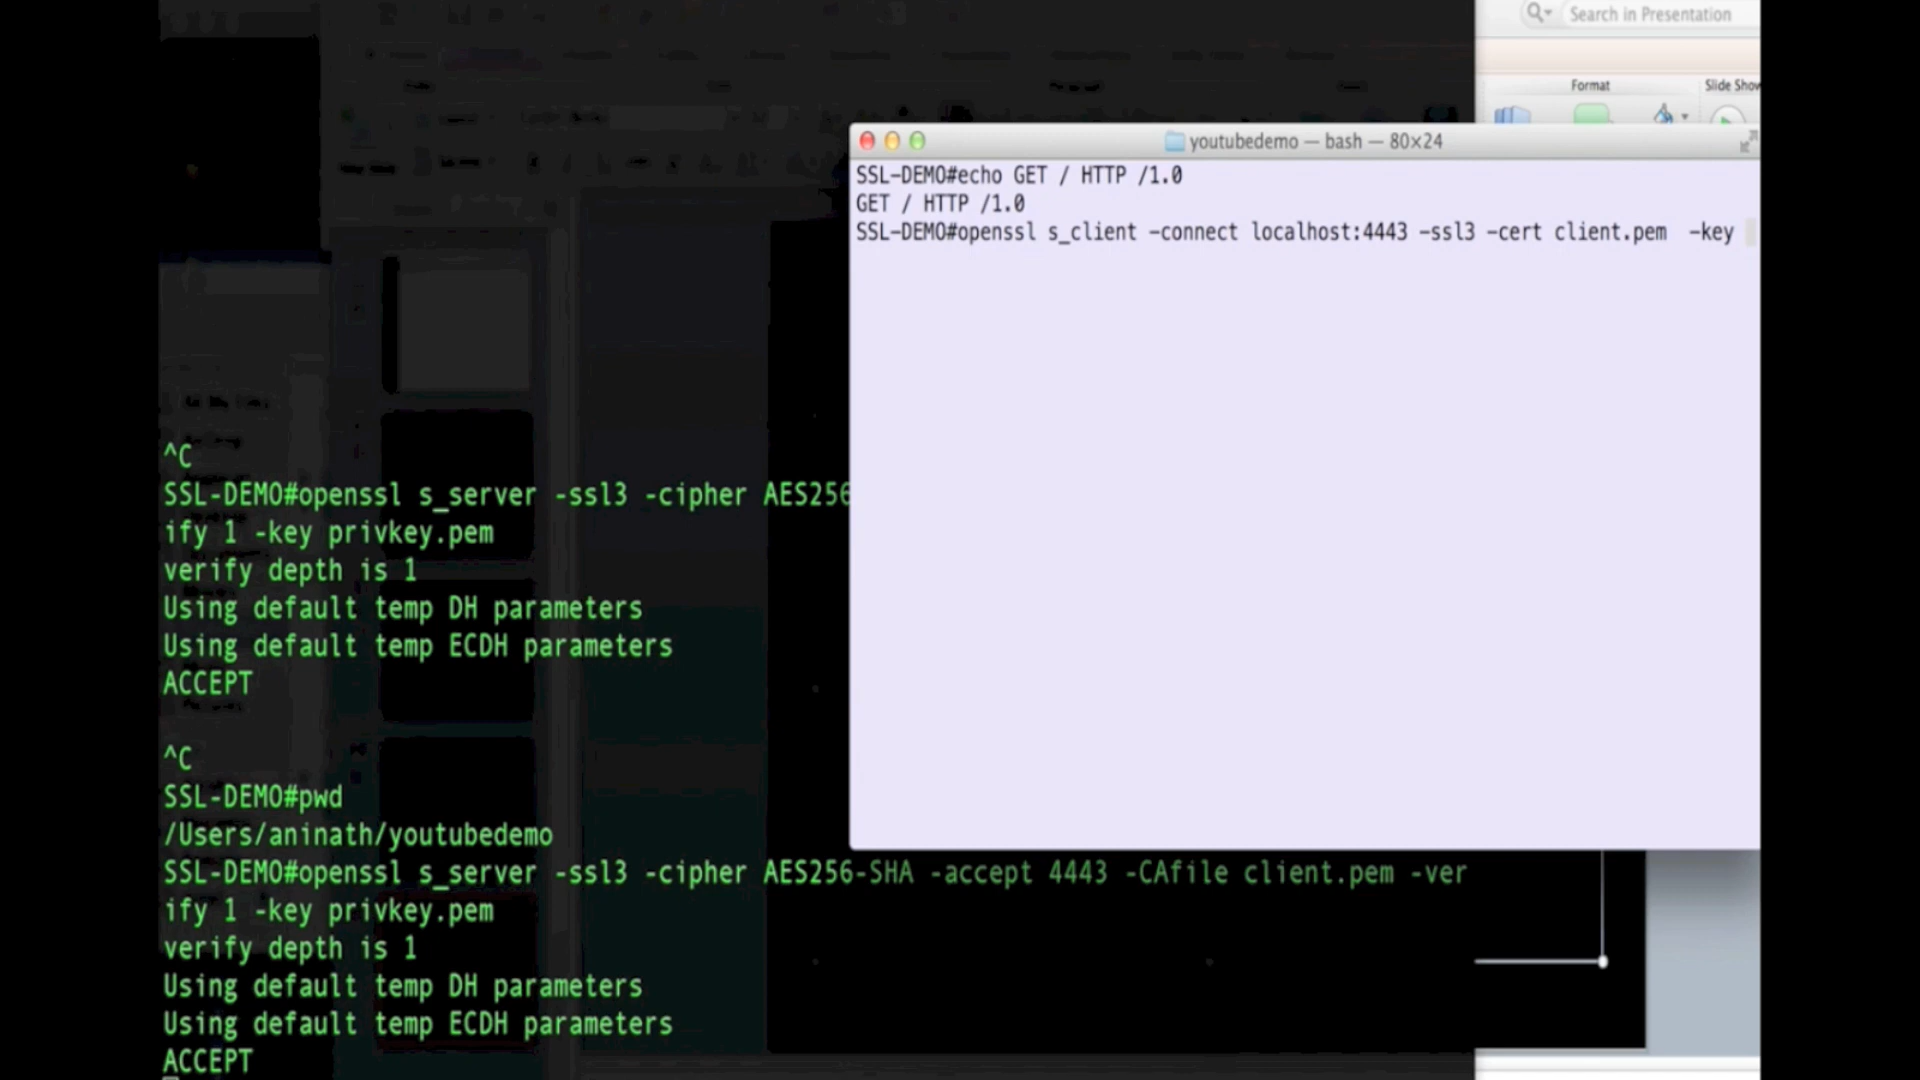 Search in Presentation
Format
Slide Show
youtubedemo — bash — 80×24
SSL-DEMO#echo GET / HTTP /1.0
GET / HTTP /1.0
SSL-DEMO#openssl s_client -connect localhost:4443 -ssl3 -cert client.pem  -key
^C
SSL-DEMO#openssl s_server -ssl3 -cipher AES256
ify 1 -key privkey.pem
verify depth is 1
Using default temp DH parameters
Using default temp ECDH parameters
ACCEPT
^C
SSL-DEMO#pwd
/Users/aninath/youtubedemo
SSL-DEMO#openssl s_server -ssl3 -cipher AES256-SHA -accept 4443 -CAfile client.pem -ver
ify 1 -key privkey.pem
verify depth is 1
Using default temp DH parameters
Using default temp ECDH parameters
ACCEPT